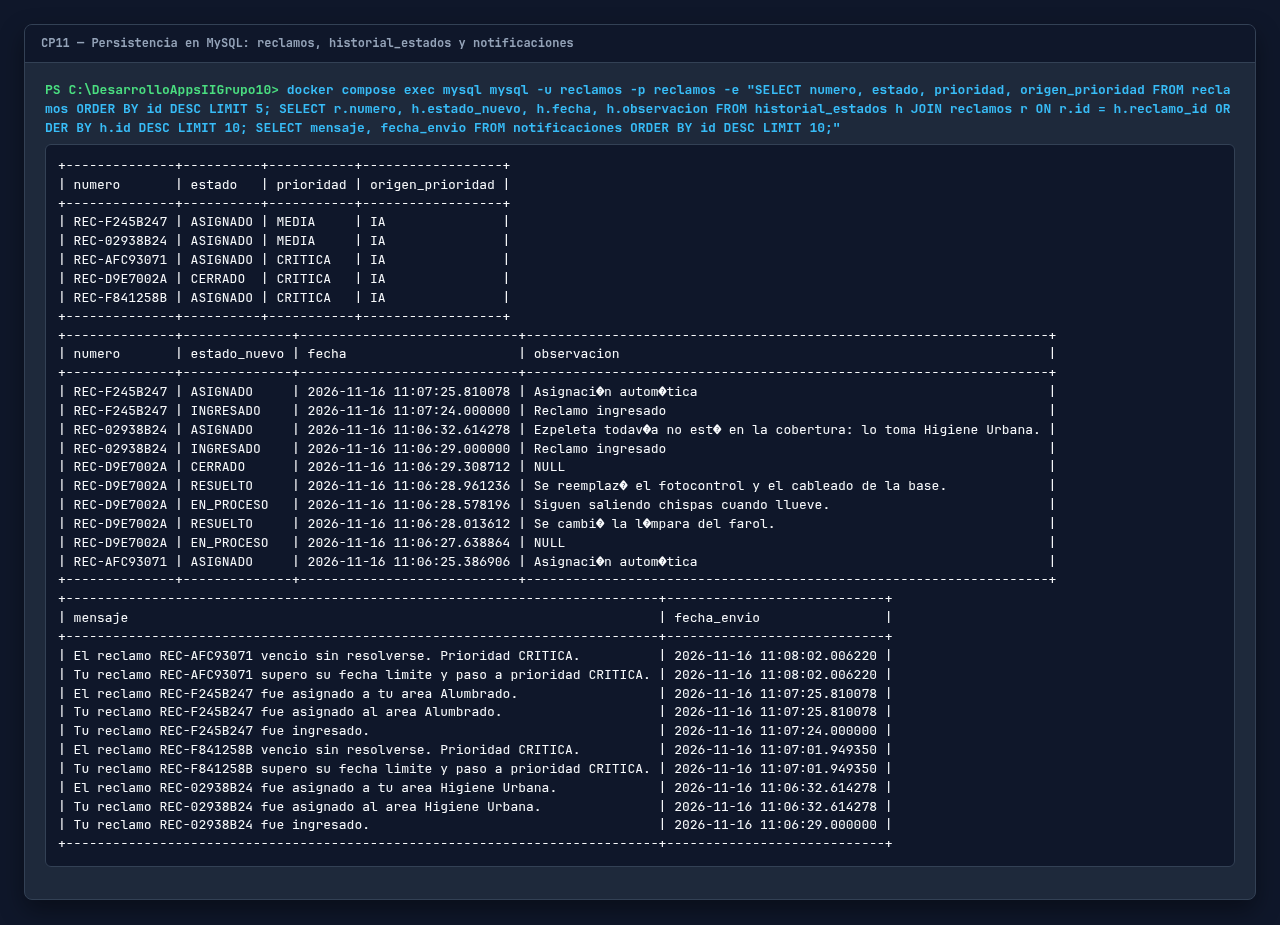 CP11 — Persistencia en MySQL: reclamos, historial_estados y notificaciones
PS C:\DesarrolloAppsIIGrupo10> docker compose exec mysql mysql -u reclamos -p reclamos -e "SELECT numero, estado, prioridad, origen_prioridad FROM recla
mos ORDER BY id DESC LIMIT 5; SELECT r.numero, h.estado_nuevo, h.fecha, h.observacion FROM historial_estados h JOIN reclamos r ON r.id = h.reclamo_id OR
DER BY h.id DESC LIMIT 10; SELECT mensaje, fecha_envio FROM notificaciones ORDER BY id DESC LIMIT 10;"
+--------------+----------+-----------+------------------+
| numero       | estado   | prioridad | origen_prioridad |
+--------------+----------+-----------+------------------+
| REC-F245B247 | ASIGNADO | MEDIA     | IA               |
| REC-02938B24 | ASIGNADO | MEDIA     | IA               |
| REC-AFC93071 | ASIGNADO | CRITICA   | IA               |
| REC-D9E7002A | CERRADO  | CRITICA   | IA               |
| REC-F841258B | ASIGNADO | CRITICA   | IA               |
+--------------+----------+-----------+------------------+
+--------------+--------------+----------------------------+-------------------------------------------------------------------+
| numero       | estado_nuevo | fecha                      | observacion                                                       |
+--------------+--------------+----------------------------+-------------------------------------------------------------------+
| REC-F245B247 | ASIGNADO     | 2026-11-16 11:07:25.810078 | Asignaci�n autom�tica                                             |
| REC-F245B247 | INGRESADO    | 2026-11-16 11:07:24.000000 | Reclamo ingresado                                                 |
| REC-02938B24 | ASIGNADO     | 2026-11-16 11:06:32.614278 | Ezpeleta todav�a no est� en la cobertura: lo toma Higiene Urbana. |
| REC-02938B24 | INGRESADO    | 2026-11-16 11:06:29.000000 | Reclamo ingresado                                                 |
| REC-D9E7002A | CERRADO      | 2026-11-16 11:06:29.308712 | NULL                                                              |
| REC-D9E7002A | RESUELTO     | 2026-11-16 11:06:28.961236 | Se reemplaz� el fotocontrol y el cableado de la base.             |
| REC-D9E7002A | EN_PROCESO   | 2026-11-16 11:06:28.578196 | Siguen saliendo chispas cuando llueve.                            |
| REC-D9E7002A | RESUELTO     | 2026-11-16 11:06:28.013612 | Se cambi� la l�mpara del farol.                                   |
| REC-D9E7002A | EN_PROCESO   | 2026-11-16 11:06:27.638864 | NULL                                                              |
| REC-AFC93071 | ASIGNADO     | 2026-11-16 11:06:25.386906 | Asignaci�n autom�tica                                             |
+--------------+--------------+----------------------------+-------------------------------------------------------------------+
+----------------------------------------------------------------------------+----------------------------+
| mensaje                                                                    | fecha_envio                |
+----------------------------------------------------------------------------+----------------------------+
| El reclamo REC-AFC93071 vencio sin resolverse. Prioridad CRITICA.          | 2026-11-16 11:08:02.006220 |
| Tu reclamo REC-AFC93071 supero su fecha limite y paso a prioridad CRITICA. | 2026-11-16 11:08:02.006220 |
| El reclamo REC-F245B247 fue asignado a tu area Alumbrado.                  | 2026-11-16 11:07:25.810078 |
| Tu reclamo REC-F245B247 fue asignado al area Alumbrado.                    | 2026-11-16 11:07:25.810078 |
| Tu reclamo REC-F245B247 fue ingresado.                                     | 2026-11-16 11:07:24.000000 |
| El reclamo REC-F841258B vencio sin resolverse. Prioridad CRITICA.          | 2026-11-16 11:07:01.949350 |
| Tu reclamo REC-F841258B supero su fecha limite y paso a prioridad CRITICA. | 2026-11-16 11:07:01.949350 |
| El reclamo REC-02938B24 fue asignado a tu area Higiene Urbana.             | 2026-11-16 11:06:32.614278 |
| Tu reclamo REC-02938B24 fue asignado al area Higiene Urbana.               | 2026-11-16 11:06:32.614278 |
| Tu reclamo REC-02938B24 fue ingresado.                                     | 2026-11-16 11:06:29.000000 |
+----------------------------------------------------------------------------+----------------------------+